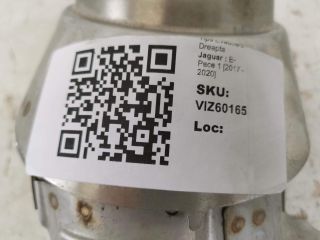 Dreapta
Jaguar : E-
Pace 1 [2017-
2020]
SKU:
VIZ60165
Loc: